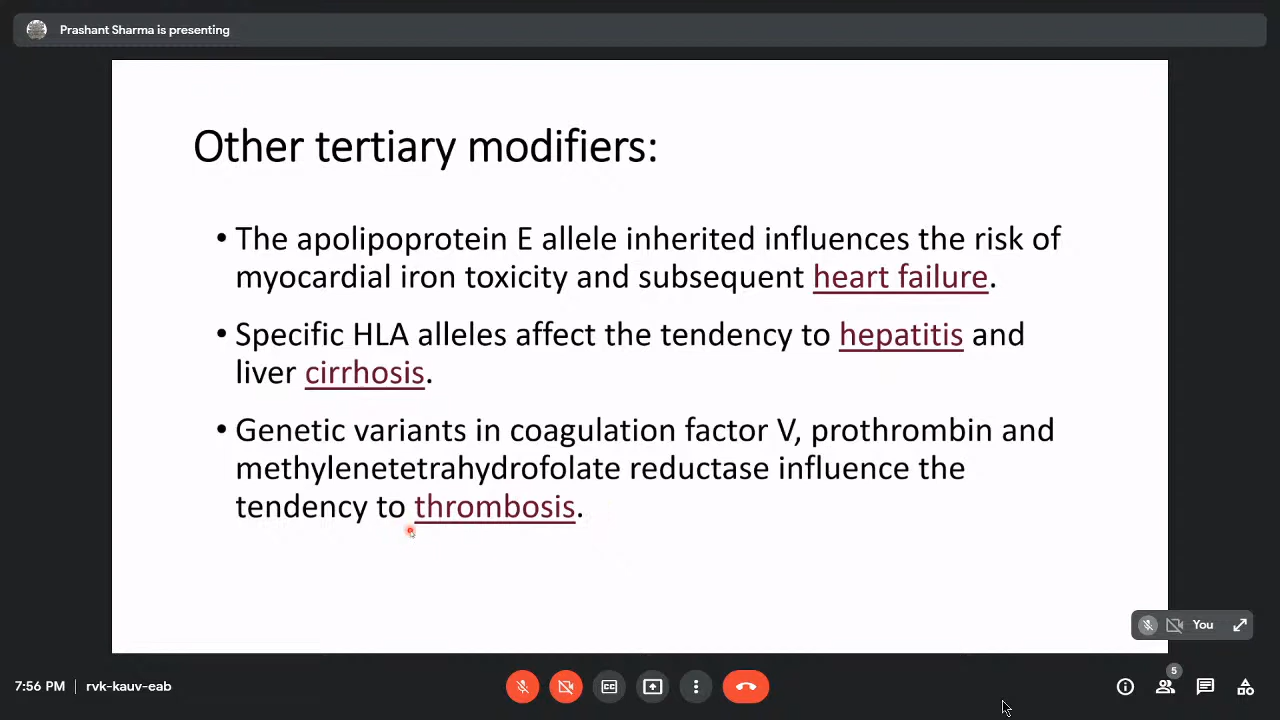 Prashant Sharma is presenting
Other tertiary modifiers:
• The apolipoprotein E allele inherited influences the risk of
myocardial iron toxicity and subsequent heart failure.
• Specific HLA alleles affect the tendency to hepatitis and
liver cirrhosis.
• Genetic variants in coagulation factor V, prothrombin and
methylenetetrahydrofolate reductase influence the
tendency to thrombosis.
You
7:56 PM | rvk-kauv-eab
CC
5